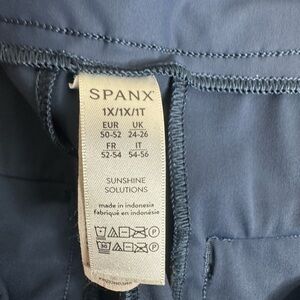 SPANX
1X/1X/1T
EUR UK
50-52 24-26
FR IT
52-54 54-56
SUNSHINE
SOLUTIONS
made in indonesia
fabriqué en indonésie